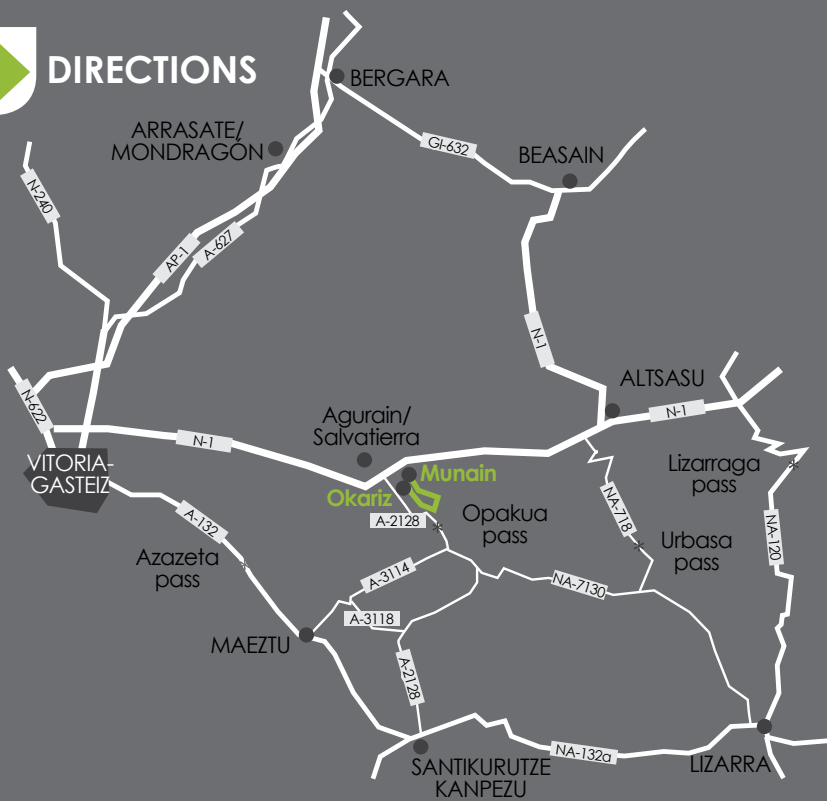 DIRECTIONS
BERGARA
ARRASATE/
MONDRAGÓN
GI-632
BEASAIN
N-240
AP-1
A-627
N-1
ALTSASU
N-622
N-1
Agurain/
Salvatierra
N-1
VITORIA-
GASTEIZ
Munain
Okariz
Lizarraga
pass
A-2128
Opakua
pass
NA-718
A-132
Urbasa
pass
NA-120
Azazeta
pass
A-3114
NA-7130
A-3118
MAEZTU
A-2128
NA-132a
SANTIKURUTZE
KANPEZU
LIZARRA